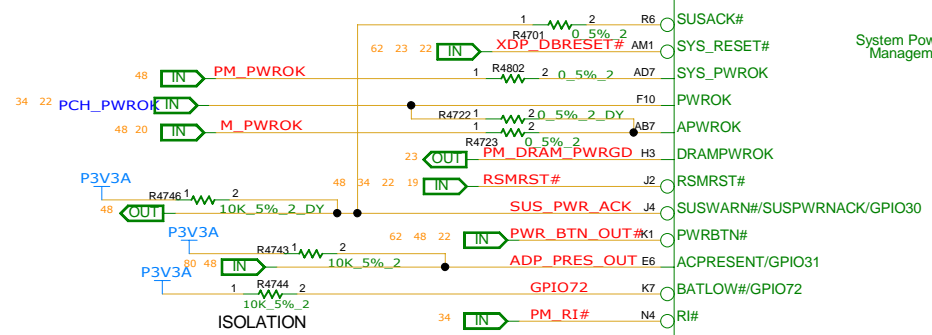 1 2 R6 SUSACK#
R4701 0_5%_2
62 23 22 IN XDP_DBRESET# AM1 SYS_RESET#
System Pow
Managem
48 IN PM_PWROK 1 R4802 2 0_5%_2 AD7 SYS_PWROK
34 22 PCH_PWROK IN F10 PWROK
R4722 1 2 0_5%_2_DY
48 20 IN M_PWROK 1 2 AB7 APWROK
R4723 0_5%_2
23 OUT PM_DRAM_PWRGD H3 DRAMPWROK
P3V3A
48 34 22 19 IN RSMRST# J2 RSMRST#
R4746 1 2
10K_5%_2_DY
48 OUT SUS_PWR_ACK J4 SUSWARN#/SUSPWRNACK/GPIO30
P3V3A
62 48 22 IN PWR_BTN_OUT# K1 PWRBTN#
R4743 1 2
10K_5%_2
80 48 IN ADP_PRES_OUT E6 ACPRESENT/GPIO31
P3V3A
1 R4744 2 GPIO72 K7 BATLOW#/GPIO72
10K_5%_2
ISOLATION
34 IN PM_RI# N4 RI#